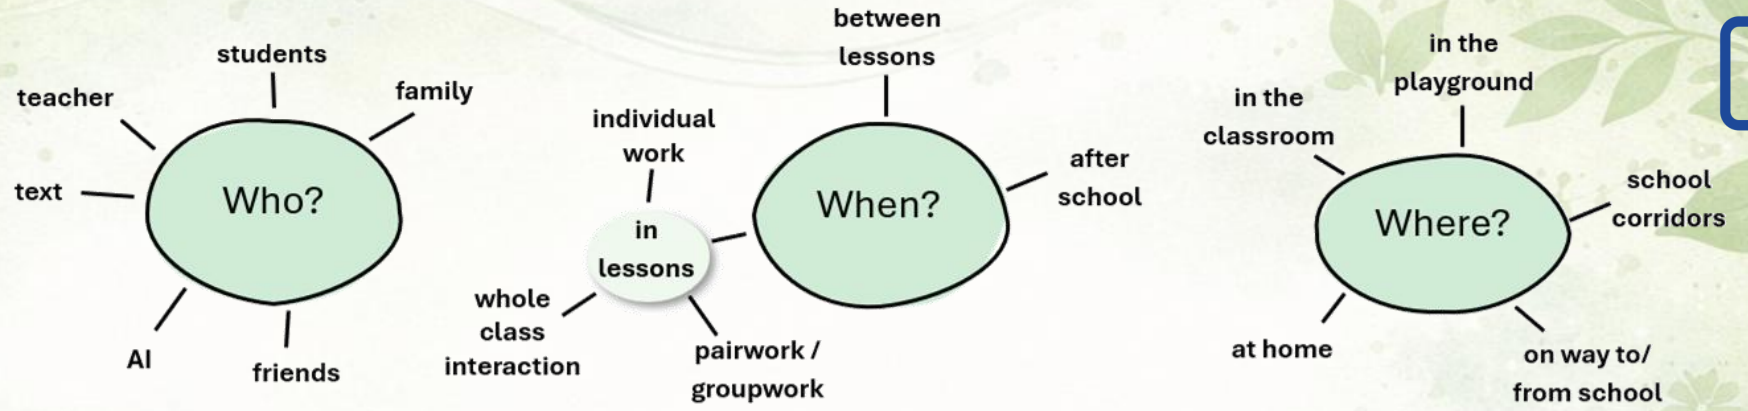 students
teacher
family
text
Who?
AI
friends
between
lessons
individual
work
after
school
When?
in
lessons
whole
class
interaction
pairwork /
groupwork
in the
playground
in the
classroom
school
corridors
Where?
at home
on way to/
from school